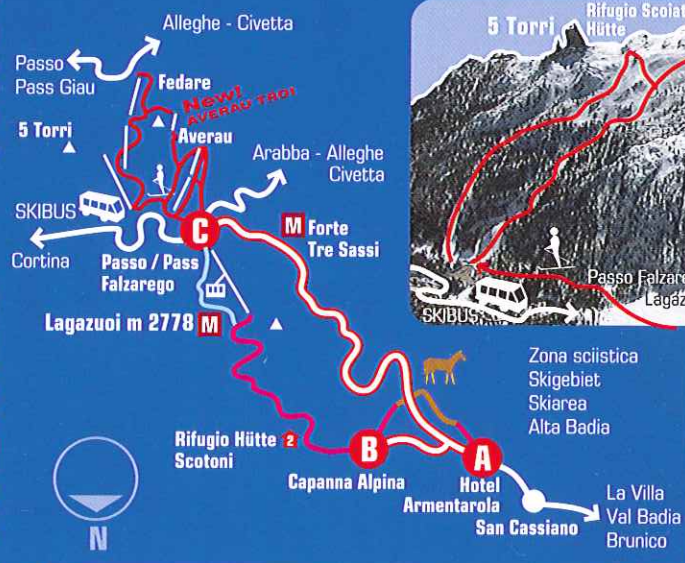 Alleghe - Civetta
Passo
Pass Giau
Fedare
New!
AVERAU TROI
5 Torri
Averau
Arabba - Alleghe
Civetta
SKIBUS
C
M Forte
Tre Sassi
Cortina
Passo / Pass
Falzarego
Lagazuoi m 2778 M
Rifugio Hütte 2
Scotoni
B
Capanna Alpina
A
Hotel
Armentarola
San Cassiano
Zona sciistica
Skigebiet
Skiarea
Alta Badia
La Villa
Val Badia
Brunico
N
5 Torri
Rifugio Scoiat
Hütte
Passo Falzare
Lagaz
SKIBUS